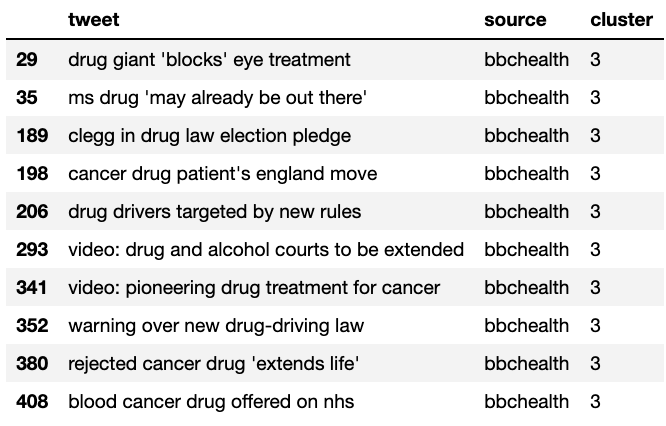 tweet source cluster
29 drug giant 'blocks' eye treatment bbchealth 3
35 ms drug 'may already be out there' bbchealth 3
189 clegg in drug law election pledge bbchealth 3
198 cancer drug patient's england move bbchealth 3
206 drug drivers targeted by new rules bbchealth 3
293 video: drug and alcohol courts to be extended bbchealth 3
341 video: pioneering drug treatment for cancer bbchealth 3
352 warning over new drug-driving law bbchealth 3
380 rejected cancer drug 'extends life' bbchealth 3
408 blood cancer drug offered on nhs bbchealth 3